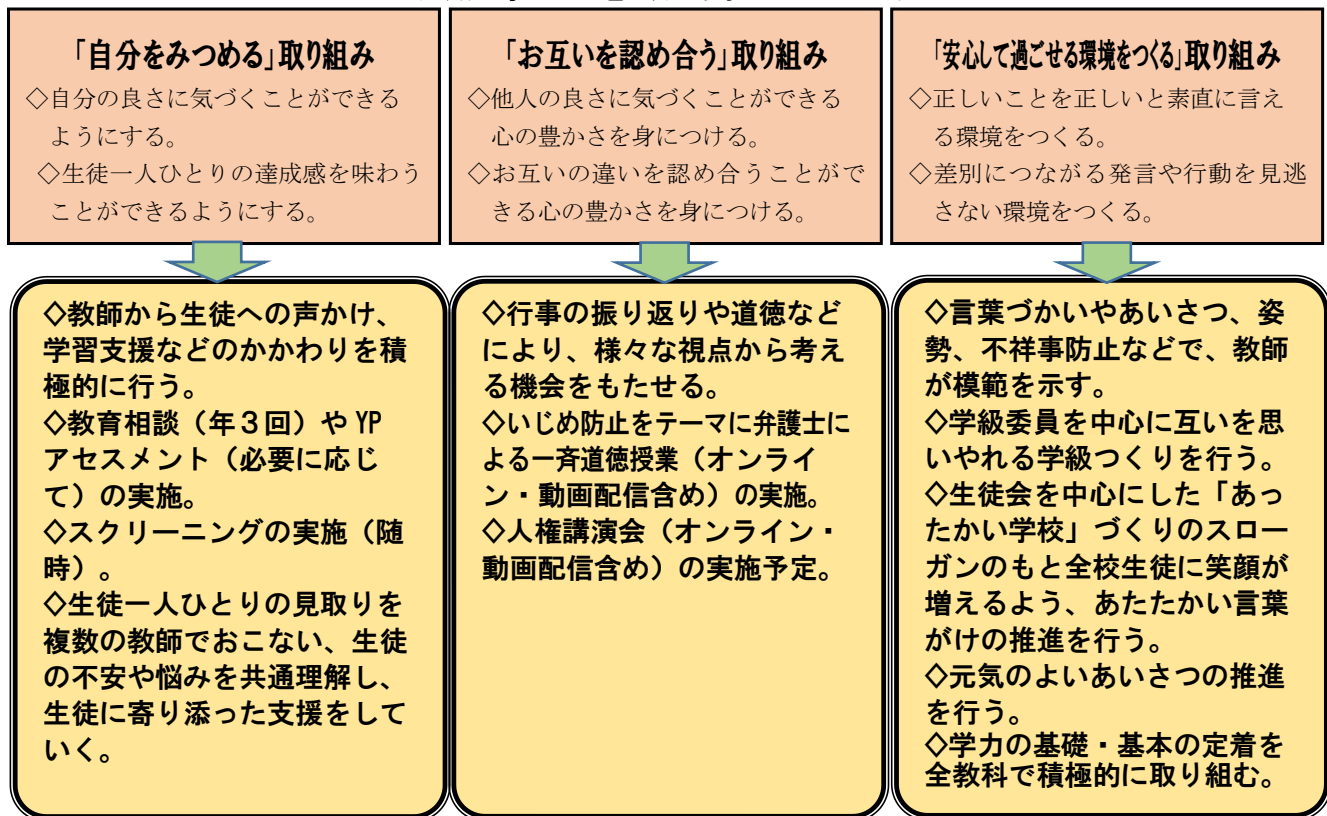 「自分をみつめる」取り組み
◇自分の良さに気づくことができる
ようにする。
◇生徒一人ひとりの達成感を味わう
ことができるようにする。
「お互いを認め合う」取り組み
◇他人の良さに気づくことができる
心の豊かさを身につける。
◇お互いの違いを認め合うことがで
きる心の豊かさを身につける。
「安心して過ごせる環境をつくる」取り組み
◇正しいことを正しいと素直に言え
る環境をつくる。
◇差別につながる発言や行動を見逃
さない環境をつくる。
◇教師から生徒への声かけ、
学習支援などのかかわりを積
極的に行う。
◇教育相談（年３回）や YP
アセスメント（必要に応じ
て）の実施。
◇スクリーニングの実施（随
時）。
◇生徒一人ひとりの見取りを
複数の教師でおこない、生徒
の不安や悩みを共通理解し、
生徒に寄り添った支援をして
いく。
◇行事の振り返りや道徳など
により、様々な視点から考え
る機会をもたせる。
◇いじめ防止をテーマに弁護士に
よる一斉道徳授業（オンライ
ン・動画配信含め）の実施。
◇人権講演会（オンライン・
動画配信含め）の実施予定。
◇言葉づかいやあいさつ、姿
勢、不祥事防止などで、教師
が模範を示す。
◇学級委員を中心に互いを思
いやれる学級つくりを行う。
◇生徒会を中心にした「あっ
たかい学校」づくりのスロー
ガンのもと全校生徒に笑顔が
増えるよう、あたたかい言葉
がけの推進を行う。
◇元気のよいあいさつの推進
を行う。
◇学力の基礎・基本の定着を
全教科で積極的に取り組む。